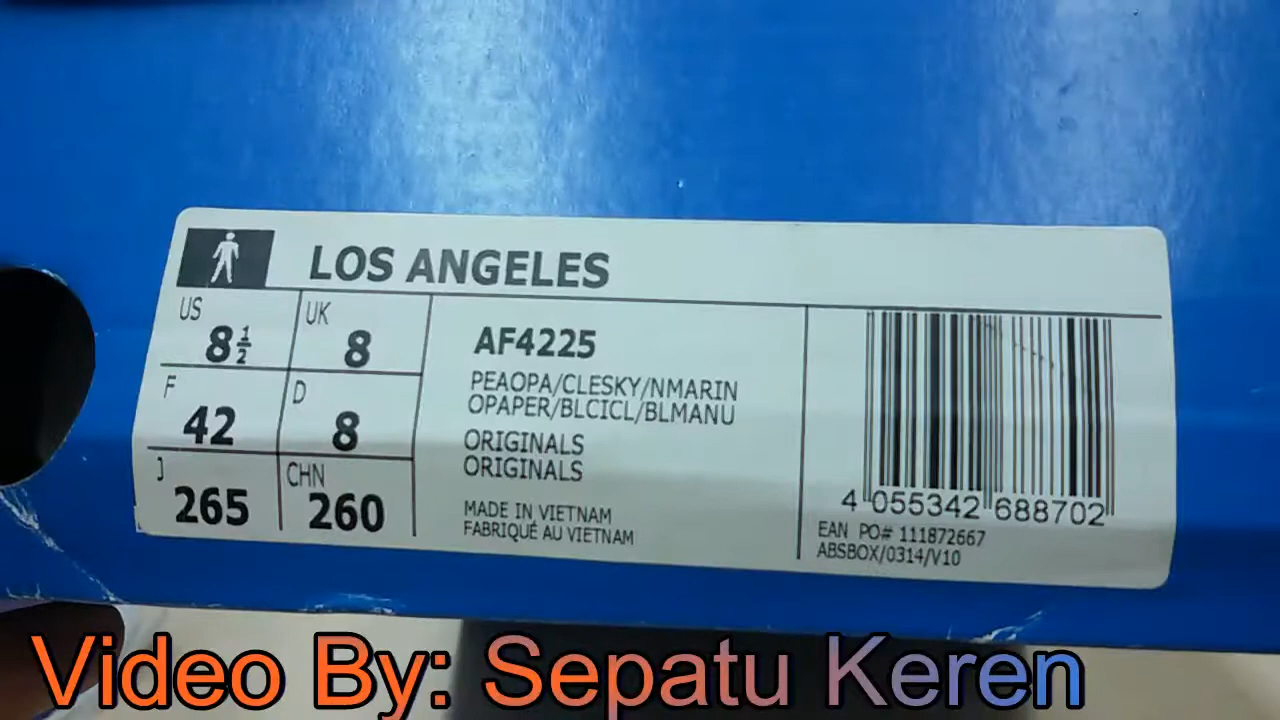 LOS ANGELES
US 8½ UK 8
F 42 D 8
J 265 CHN 260
AF4225
PEAOPA/CLESKY/NMARIN
OPAPER/BLCICL/BLMANU
ORIGINALS
ORIGINALS
MADE IN VIETNAM
FABRIQUÉ AU VIETNAM
4 055342 688702
EAN PO# 111872667
ABSBOX/0314/V10
Video By: Sepatu Keren